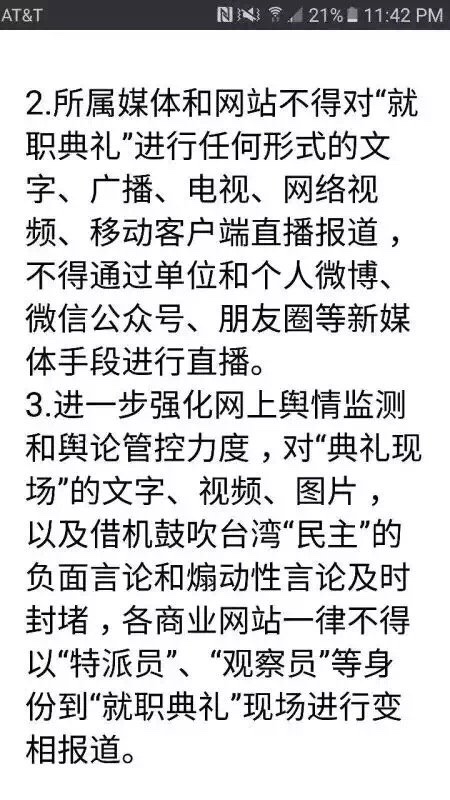 AT&T 21% 11:42 PM
2.所属媒体和网站不得对“就
职典礼”进行任何形式的文
字、广播、电视、网络视
频、移动客户端直播报道，
不得通过单位和个人微博、
微信公众号、朋友圈等新媒
体手段进行直播。
3.进一步强化网上舆情监测
和舆论管控力度，对“典礼现
场”的文字、视频、图片，
以及借机鼓吹台湾“民主”的
负面言论和煽动性言论及时
封堵，各商业网站一律不得
以“特派员”、“观察员”等身
份到“就职典礼”现场进行变
相报道。